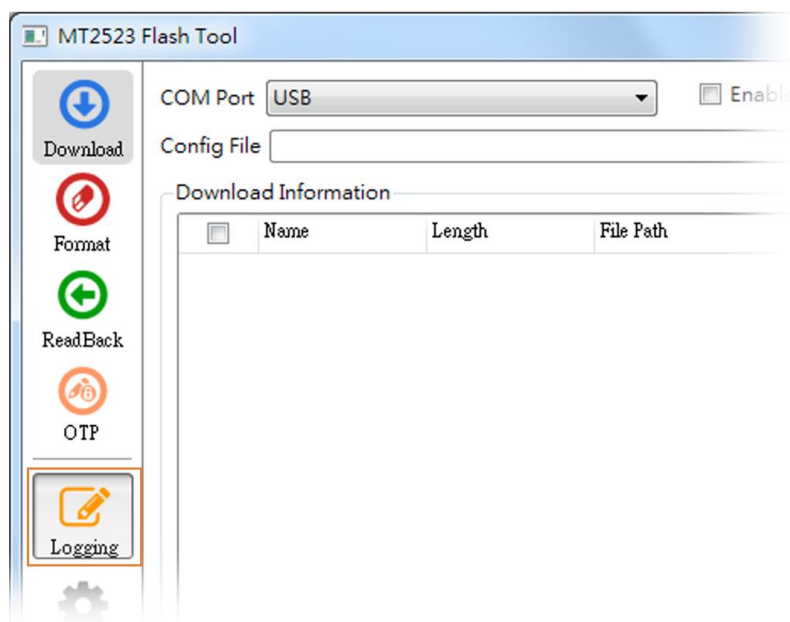 MT2523 Flash Tool
Download
Format
ReadBack
OTP
Logging
COM Port USB Enable
Config File
Download Information
Name Length File Path